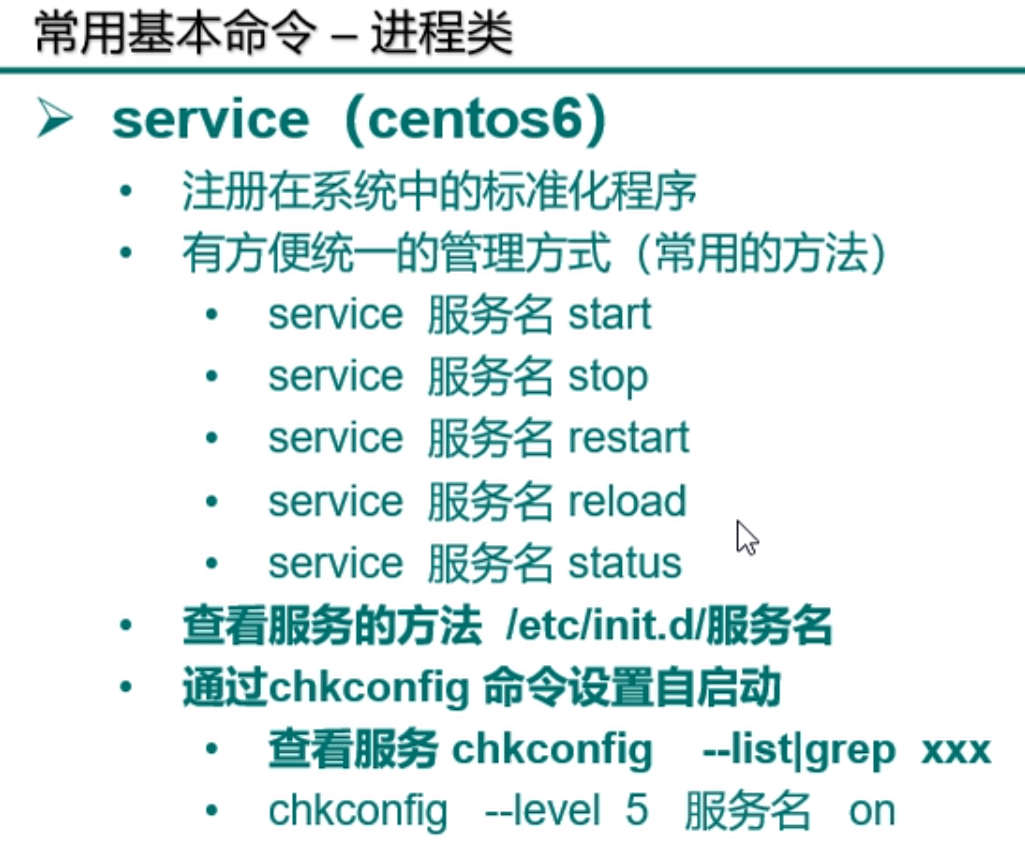 常用基本命令 – 进程类
service（centos6）
注册在系统中的标准化程序
有方便统一的管理方式（常用的方法）
service 服务名 start
service 服务名 stop
service 服务名 restart
service 服务名 reload
service 服务名 status
查看服务的方法 /etc/init.d/服务名
通过chkconfig 命令设置自启动
查看服务 chkconfig --list|grep xxx
chkconfig --level 5 服务名 on